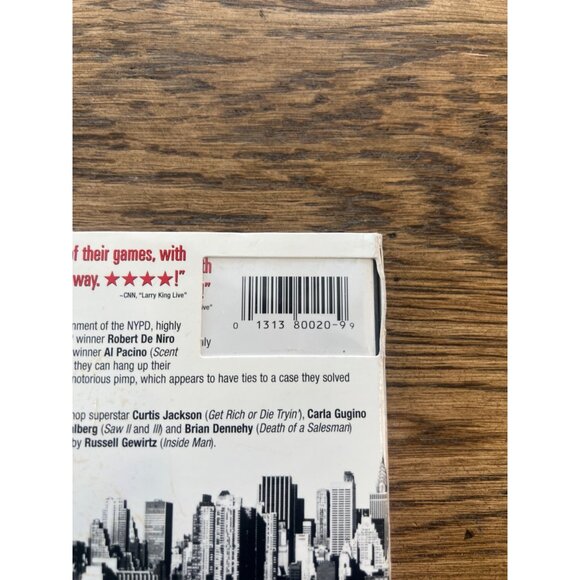 of their games, with
way. ★★★★!"
–CNN, "Larry King Live"
0 1313 80020-9 9
nment of the NYPD, highly
winner Robert De Niro
winner Al Pacino (Scent
they can hang up their
notorious pimp, which appears to have ties to a case they solved
hop superstar Curtis Jackson (Get Rich or Die Tryin'), Carla Gugino
hlberg (Saw II and III) and Brian Dennehy (Death of a Salesman)
by Russell Gewirtz (Inside Man).